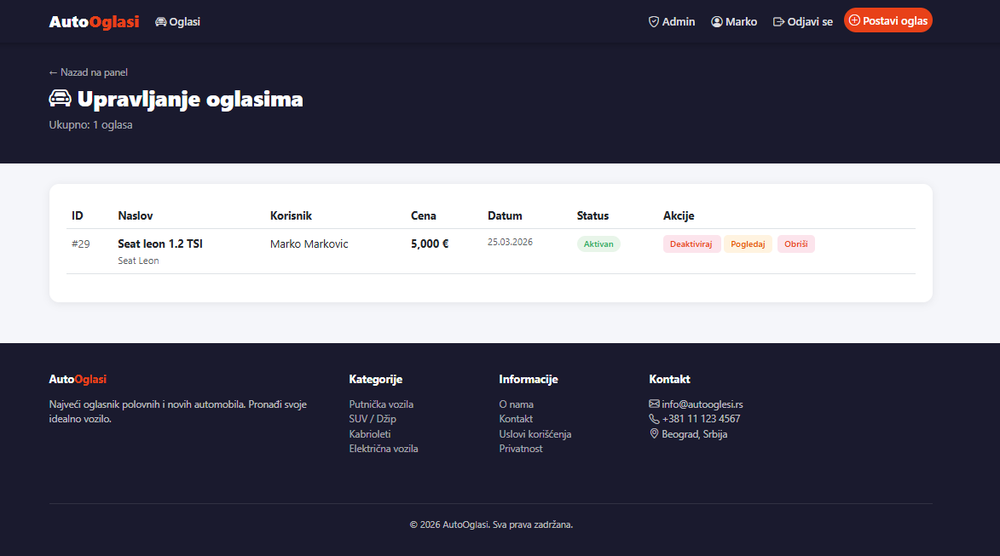 AutoOglasi Oglasi Admin Marko Odjavi se Postavi oglas
← Nazad na panel
Upravljanje oglasima
Ukupno: 1 oglasa
ID Naslov Korisnik Cena Datum Status Akcije
#29 Seat leon 1.2 TSI Marko Markovic 5,000 € 25.03.2026 Aktivan Deaktiviraj Pogledaj Obriši
Seat Leon
AutoOglasi
Najveći oglasnik polovnih i novih automobila. Pronađi svoje
idealno vozilo.
Kategorije
Putnička vozila
SUV / Džip
Kabrioleti
Električna vozila
Informacije
O nama
Kontakt
Uslovi korišćenja
Privatnost
Kontakt
info@autooglesi.rs
+381 11 123 4567
Beograd, Srbija
© 2026 AutoOglasi. Sva prava zadržana.